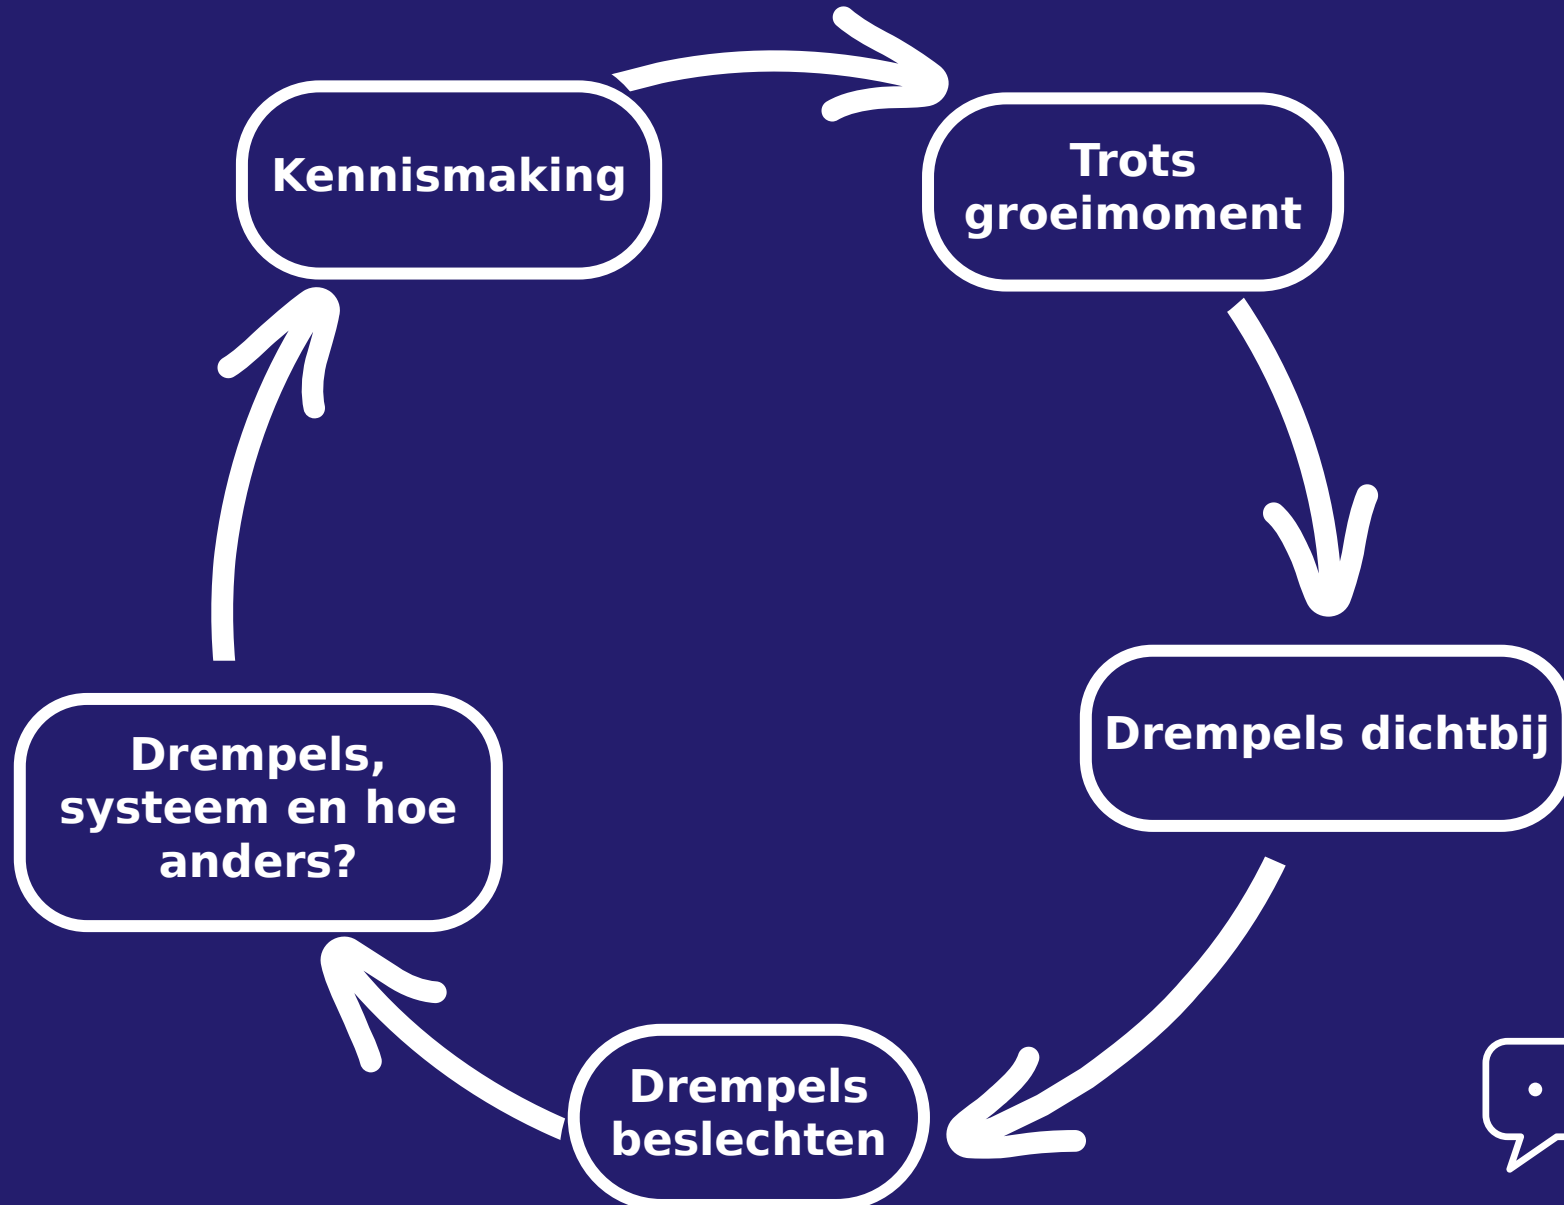 Kennismaking
Trots
groeimoment
Drempels dichtbij
Drempels
beslechten
Drempels,
systeem en hoe
anders?